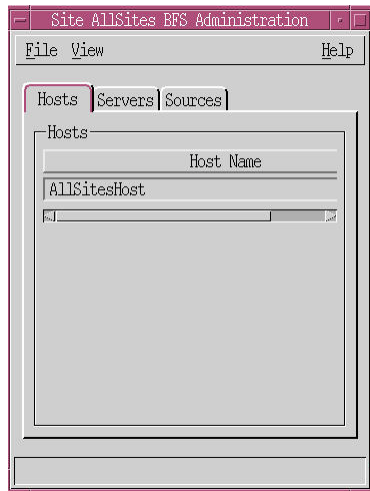 Site AllSites BFS Administration
File View Help
Hosts Servers Sources
Hosts
Host Name
AllSitesHost